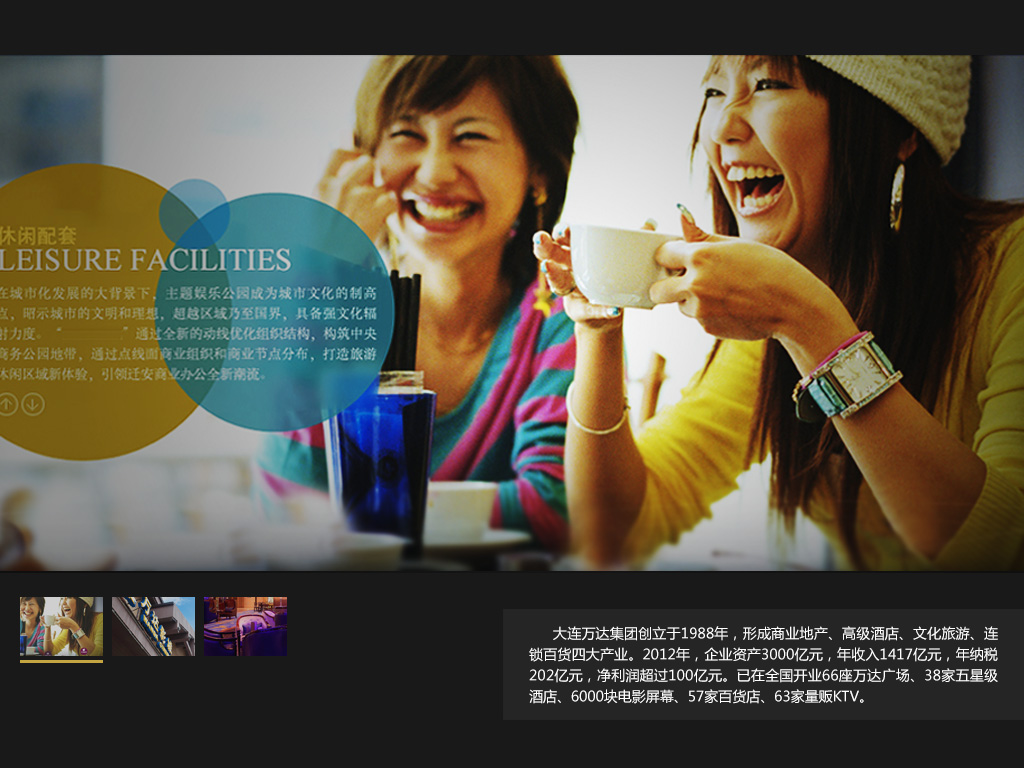 休闲配套
LEISURE FACILITIES
在城市化发展的大背景下，主题娱乐公园成为城市文化的制高
点，昭示城市的文明和理想，超越区域乃至国界，具备强文化辐
射力度。“ ”通过全新的动线优化组织结构，构筑中央
商务公园地带，通过点线面商业组织和商业节点分布，打造旅游
休闲区域新体验，引领迁安商业办公全新潮流。
大连万达集团创立于1988年，形成商业地产、高级酒店、文化旅游、连
锁百货四大产业。2012年，企业资产3000亿元，年收入1417亿元，年纳税
202亿元，净利润超过100亿元。已在全国开业66座万达广场、38家五星级
酒店、6000块电影屏幕、57家百货店、63家量贩KTV。